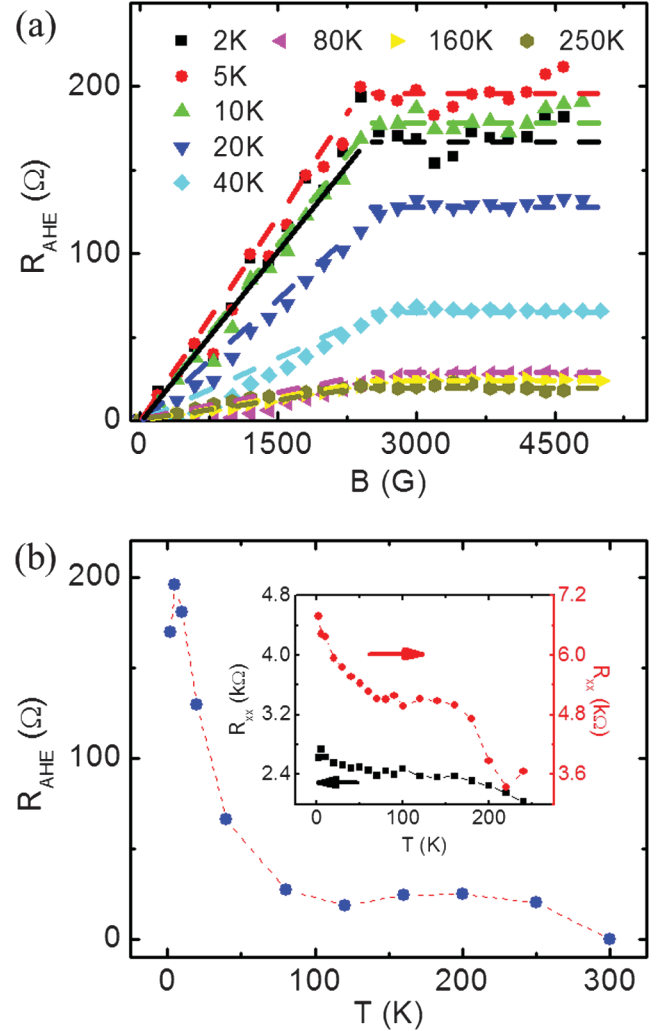 (a)
2K 80K 160K 250K
5K
10K
20K
40K
200
100
0
R_AHE (Ω)
0 1500 3000 4500
B (G)
(b)
200
100
0
R_AHE (Ω)
0 100 200 300
T (K)
4.8
4.0
3.2
2.4
R_xx (kΩ)
7.2
6.0
4.8
3.6
R_xx (kΩ)
0 100 200
T (K)